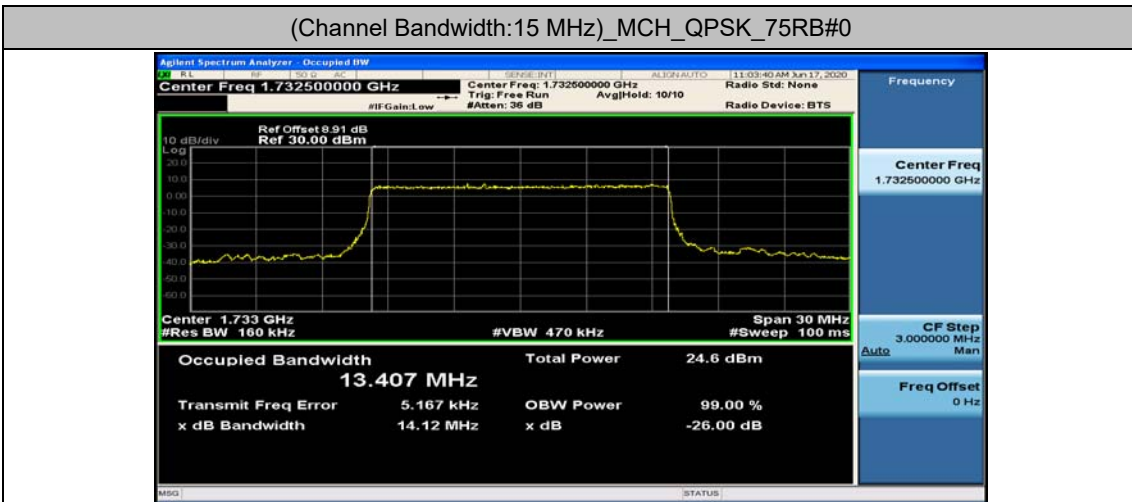 (Channel Bandwidth:15 MHz)_MCH_QPSK_75RB#0
Agilent Spectrum Analyzer - Occupied BW
RL RF 50 Ω AC SENSE:INT ALIGN AUTO 11:03:40 AM Jun 17, 2020
Center Freq 1.732500000 GHz
Center Freq: 1.732500000 GHz
Radio Std: None
Trig: Free Run Avg|Hold: 10/10
#IFGain:Low #Atten: 36 dB Radio Device: BTS
Frequency
Ref Offset 8.91 dB
10 dB/div Ref 30.00 dBm
Log
20.0
10.0
0.00
-10.0
-20.0
-30.0
-40.0
-50.0
-60.0
Center Freq
1.732500000 GHz
Center 1.733 GHz Span 30 MHz
#Res BW 160 kHz #VBW 470 kHz #Sweep 100 ms
CF Step
3.000000 MHz
Auto Man
Occupied Bandwidth Total Power 24.6 dBm
13.407 MHz
Freq Offset
0 Hz
Transmit Freq Error 5.167 kHz OBW Power 99.00 %
x dB Bandwidth 14.12 MHz x dB -26.00 dB
MSG STATUS